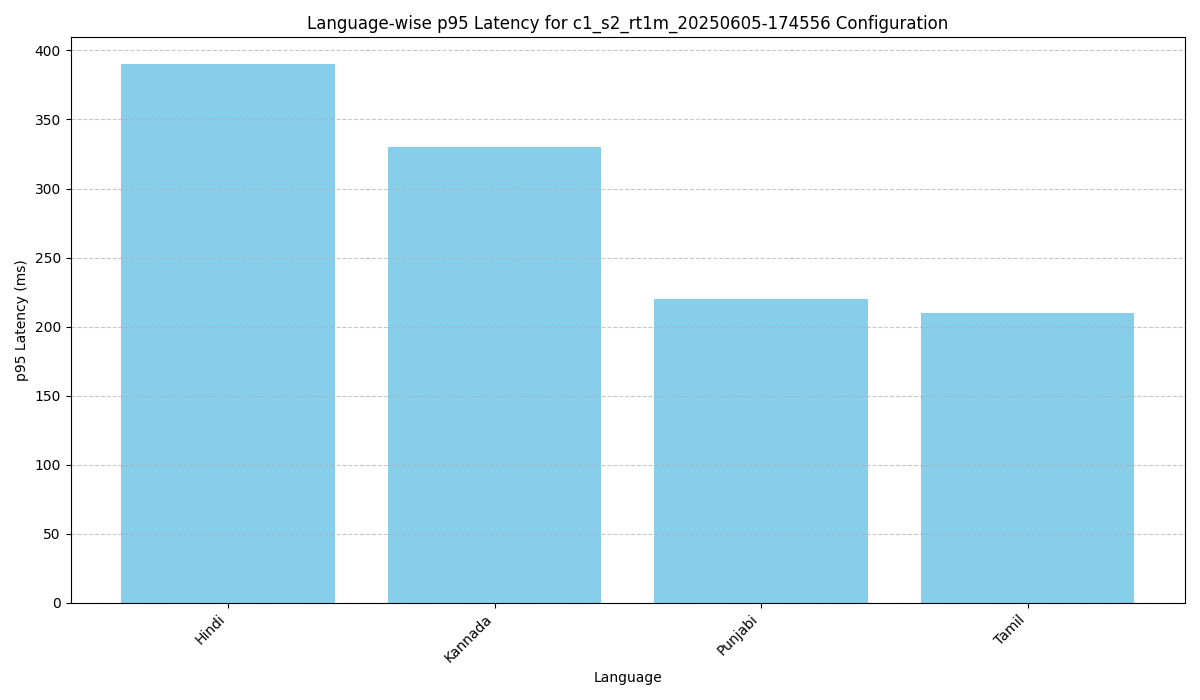 Language-wise p95 Latency for c1_s2_rt1m_20250605-174556 Configuration
400
350
300
250
200
150
100
50
0
p95 Latency (ms)
Hindi
Kannada
Punjabi
Tamil
Language